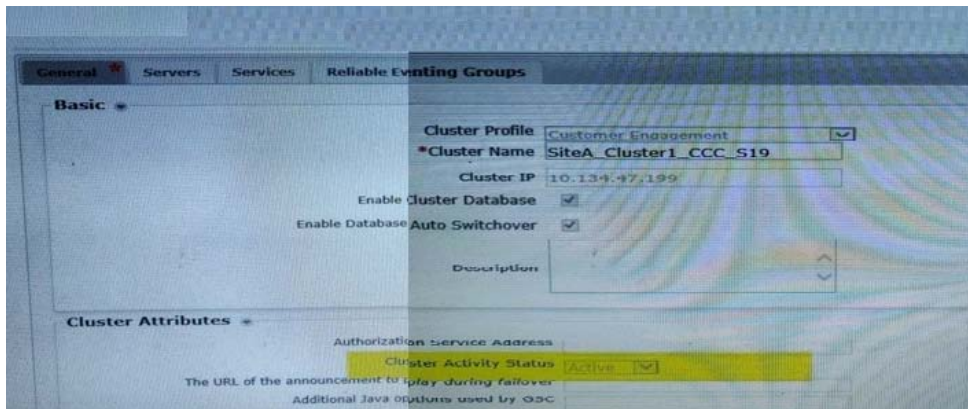 General * Servers Services Reliable Eventing Groups
Basic
Cluster Profile Customer Engagement
*Cluster Name SiteA_Cluster1_CCC_S19
Cluster IP 10.134.47.199
Enable Cluster Database
Enable Database Auto Switchover
Description
Cluster Attributes
Authorization Service Address
Cluster Activity Status Active
The URL of the announcement to play during failover
Additional Java options used by